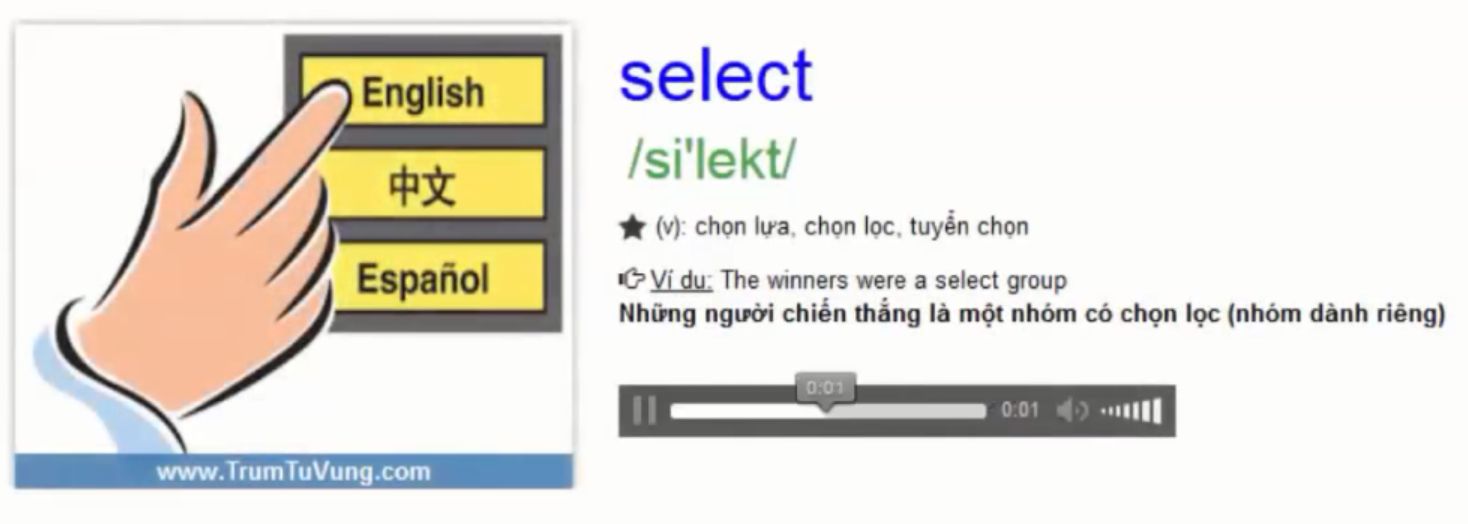 English
中文
Español
www.TrumTuVung.com
select
/si'lekt/
★ (v): chọn lựa, chọn lọc, tuyển chọn
Ví du: The winners were a select group
Những người chiến thắng là một nhóm có chọn lọc (nhóm dành riêng)
0:01
0:01